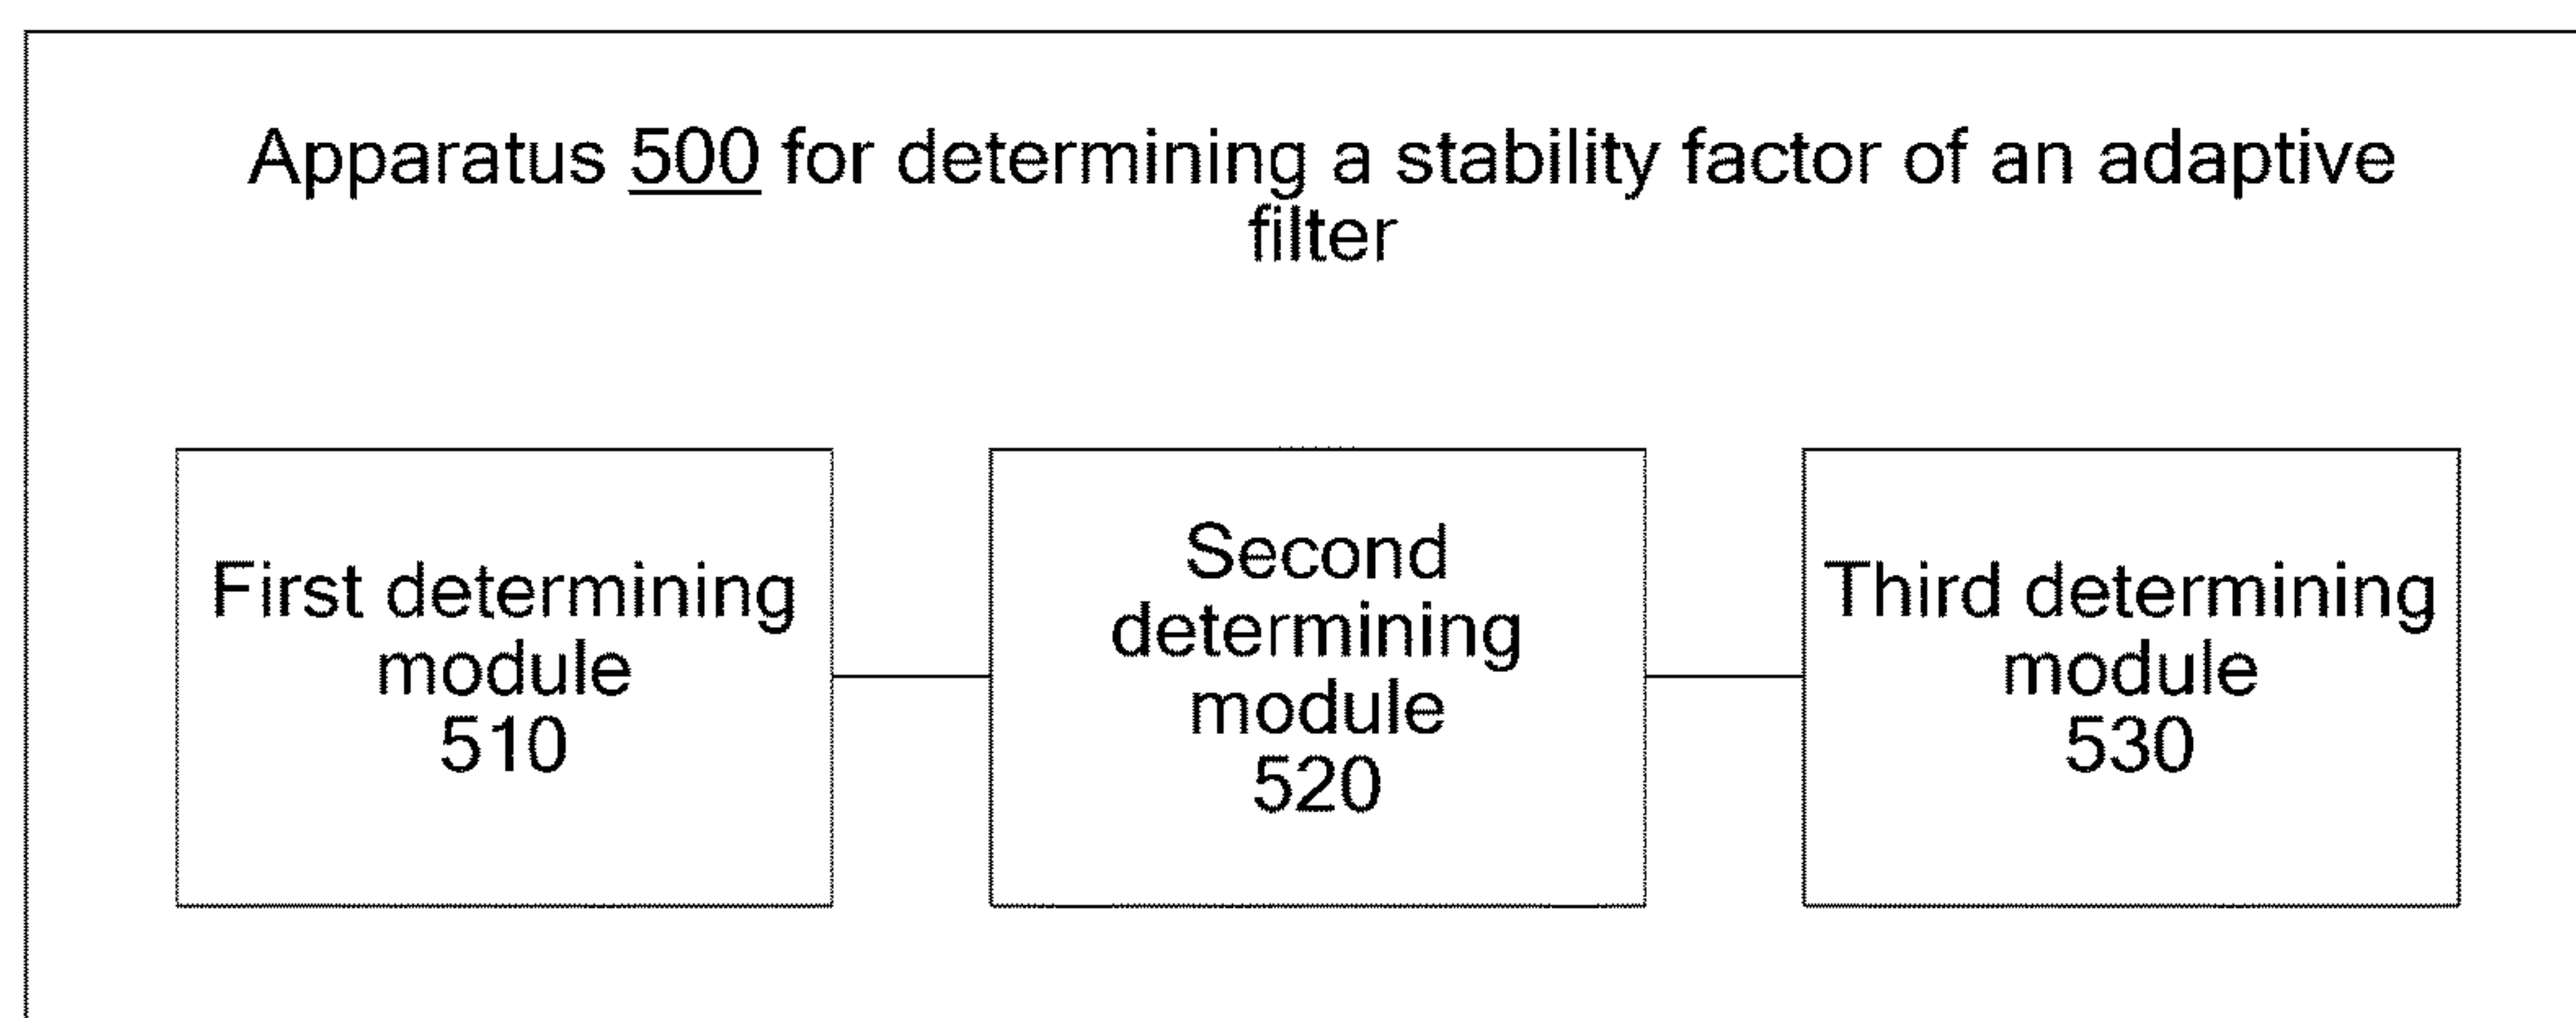 Apparatus 500 for determining a stability factor of an adaptive
filter
First determining
module
510
Second
determining
module
520
Third determining
module
530